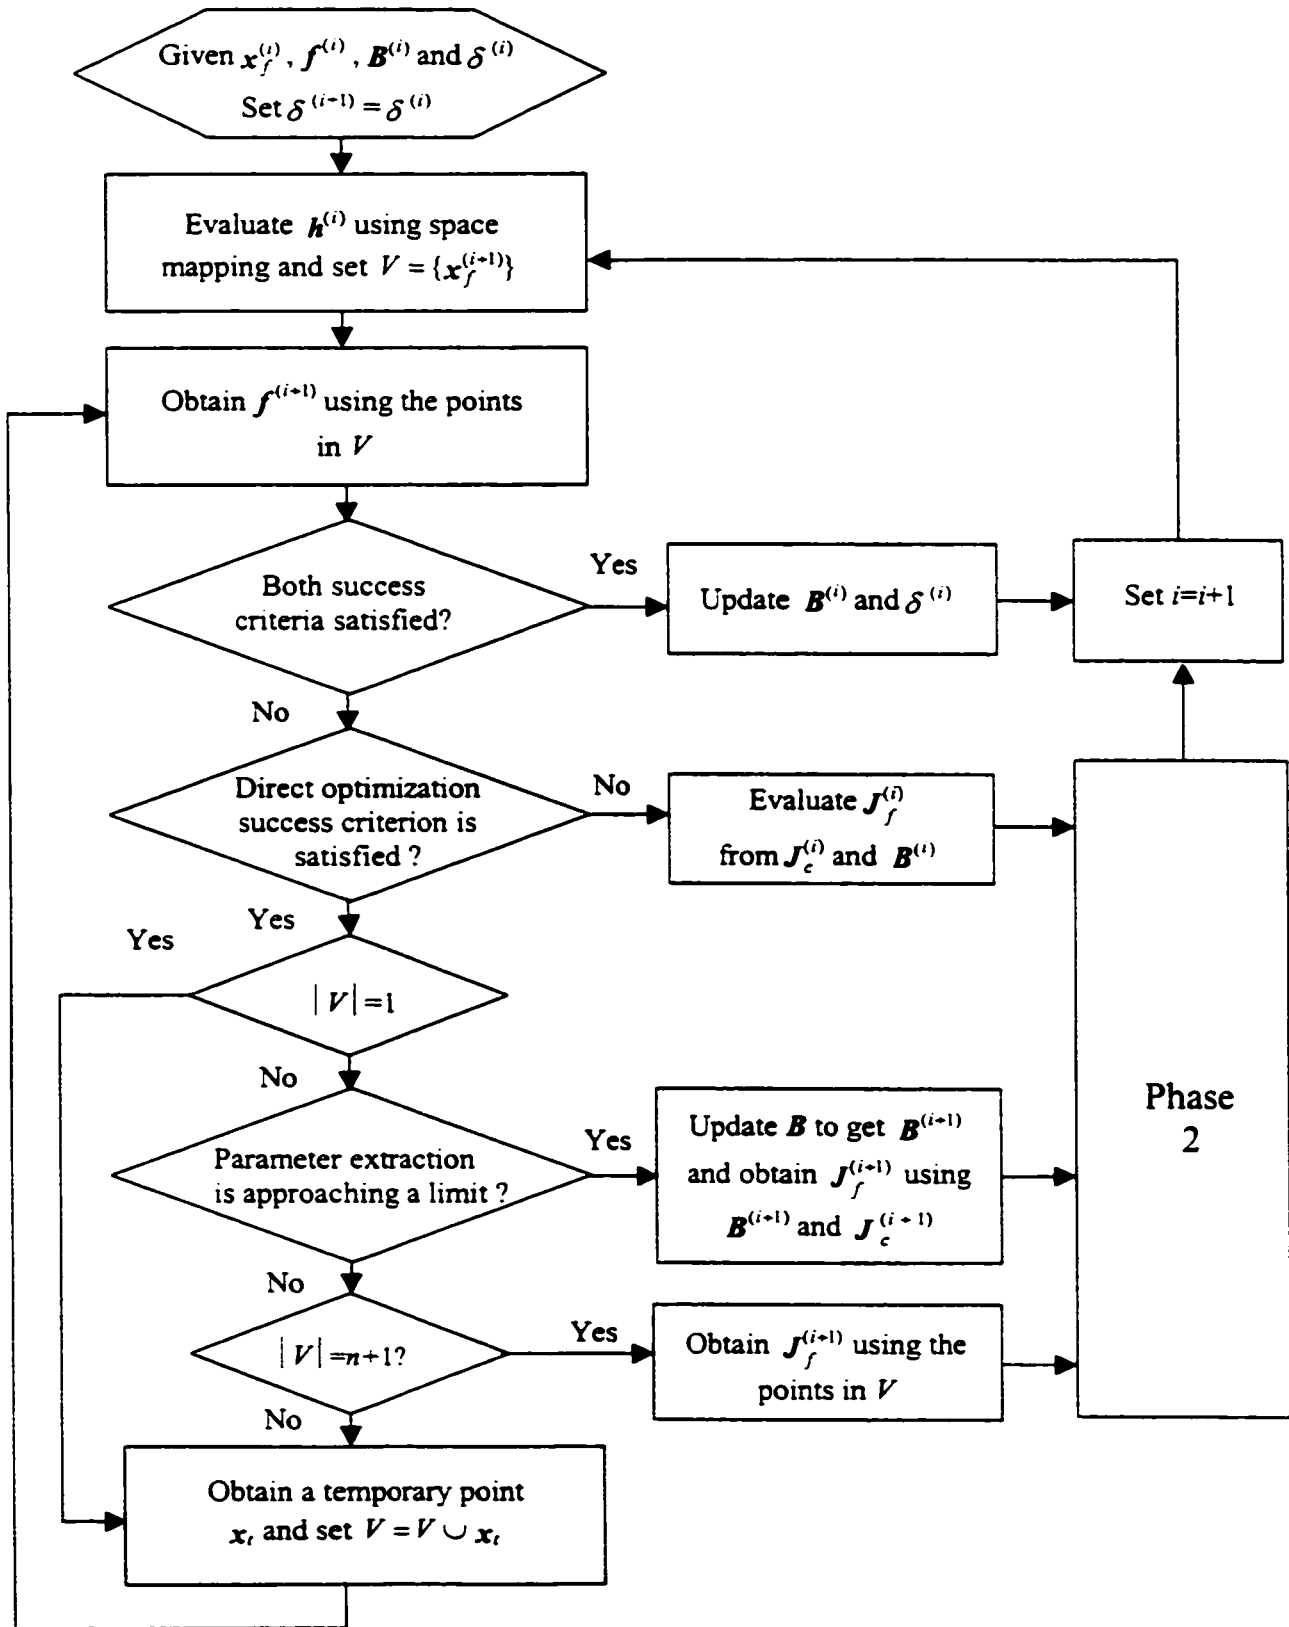 Given x_f^(i), f^(i), B^(i) and δ^(i)
Set δ^(i+1) = δ^(i)
Evaluate h^(i) using space
mapping and set V = {x_f^(i+1)}
Obtain f^(i+1) using the points
in V
Both success
criteria satisfied?
Yes
Update B^(i) and δ^(i)
Set i=i+1
No
Direct optimization
success criterion is
satisfied ?
No
Evaluate J_f^(i)
from J_c^(i) and B^(i)
Yes
Yes
|V|=1
No
Parameter extraction
is approaching a limit ?
Yes
Update B to get B^(i+1)
and obtain J_f^(i+1) using
B^(i+1) and J_c^(i+1)
Phase
2
No
|V|=n+1?
Yes
Obtain J_f^(i+1) using the
points in V
No
Obtain a temporary point
x_t and set V = V ∪ x_t